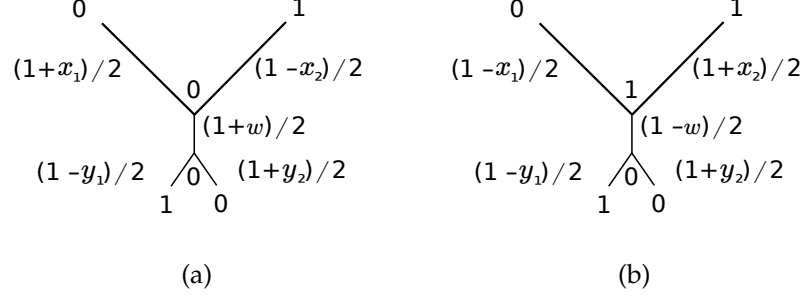 0 1 0 1
(1+x₁)/2 (1 –x₂)/2 (1 –x₁)/2 (1+x₂)/2
0 1
(1+w)/2 (1 –w)/2
(1 –y₁)/2 0 (1+y₂)/2 (1 –y₁)/2 0 (1+y₂)/2
1 0 1 0
(a) (b)